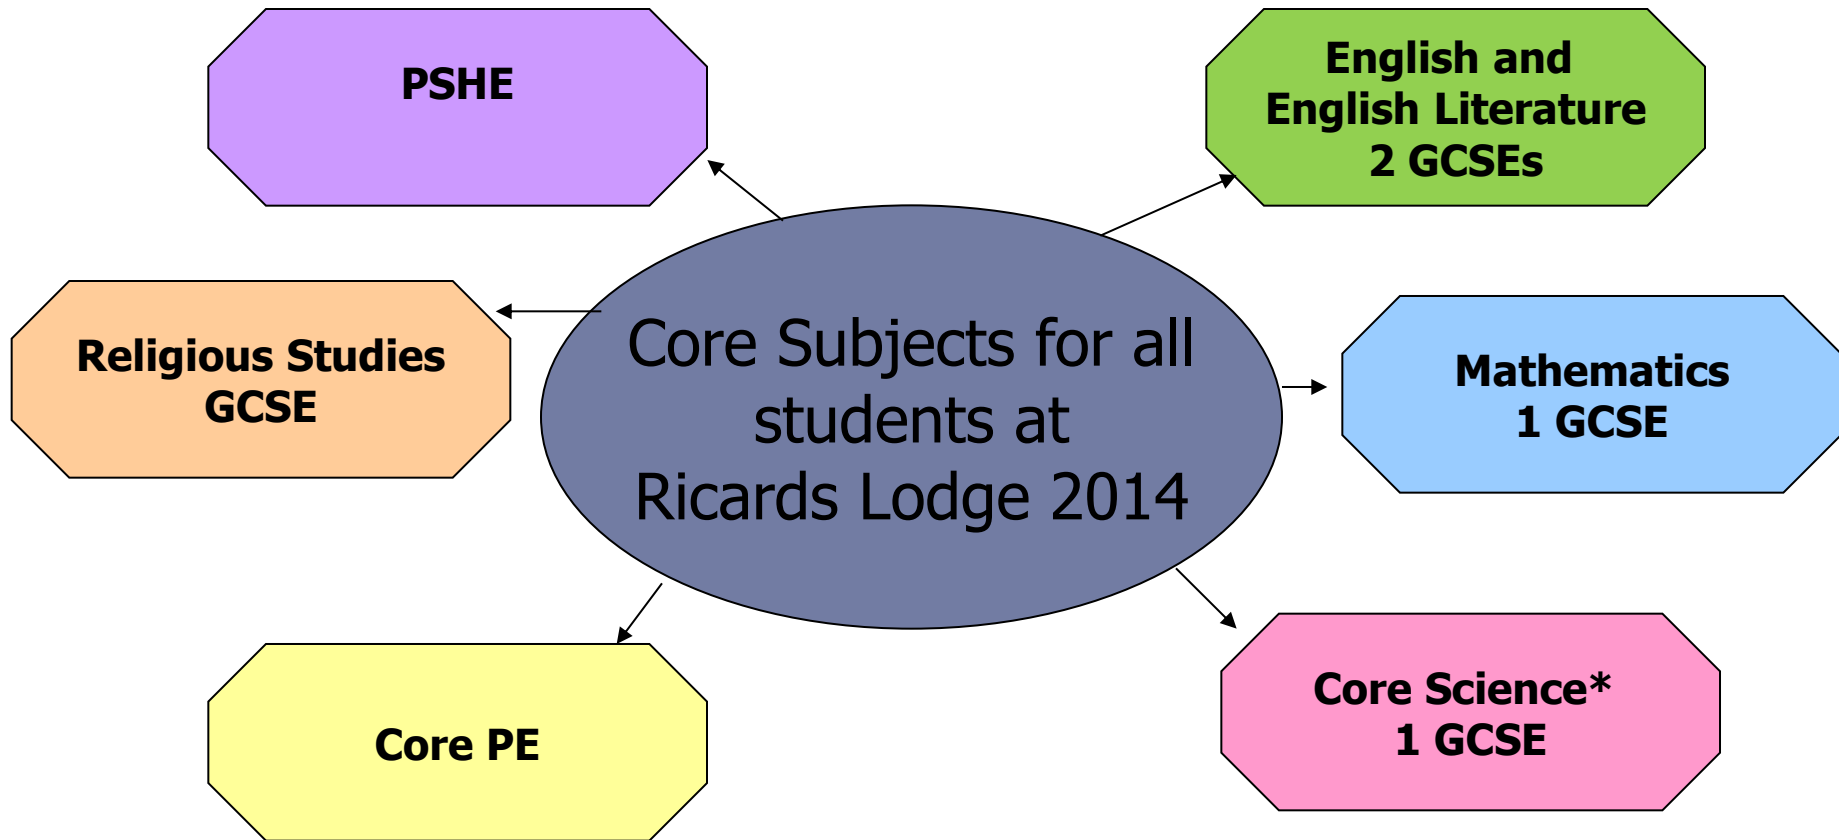 PSHE
English and
English Literature
2 GCSEs
Religious Studies
GCSE
Core Subjects for all
students at
Ricards Lodge 2014
Mathematics
1 GCSE
Core PE
Core Science*
1 GCSE